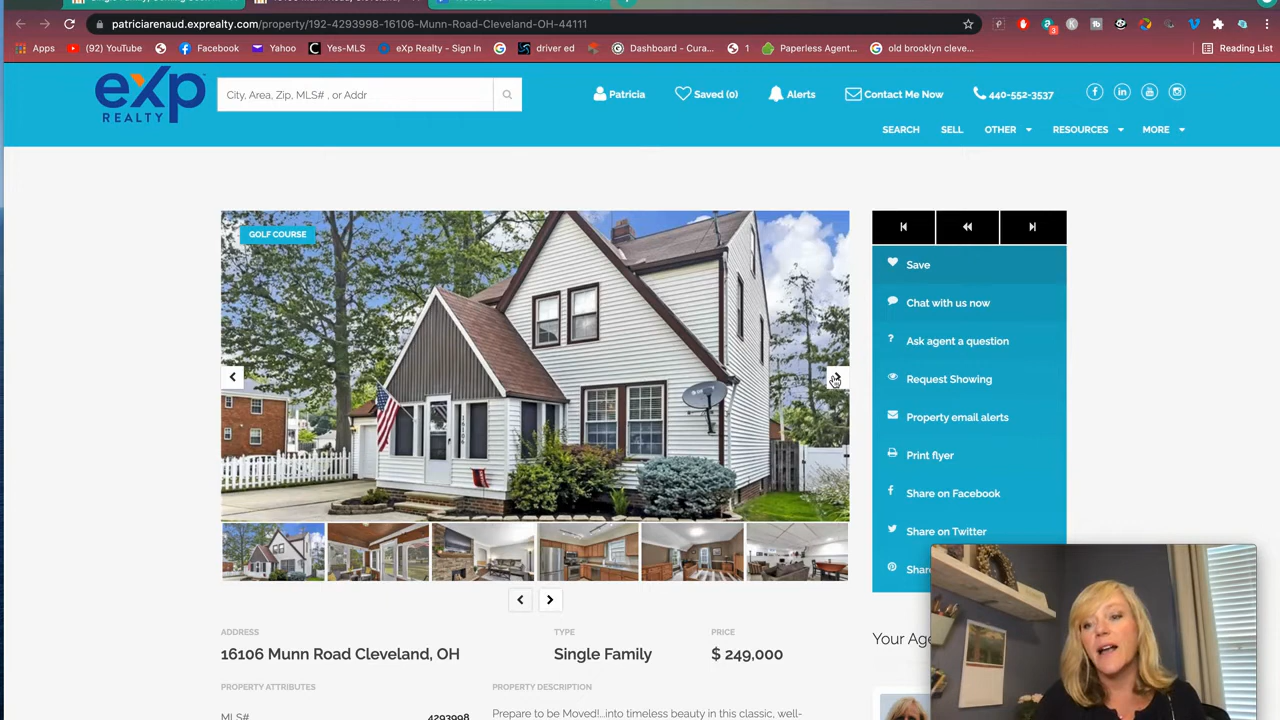 patriciarenaud.exprealty.com/property/192-4293998-16106-Munn-Road-Cleveland-OH-44111
Apps
(92) YouTube
Facebook
Yahoo
Yes-MLS
eXp Realty - Sign In
driver ed
Dashboard - Cura...
1
Paperless Agent...
old brooklyn cleve...
Reading List
eXp
REALTY
City, Area, Zip, MLS# , or Addr
Patricia
Saved (0)
Alerts
Contact Me Now
440-552-3537
SEARCH
SELL
OTHER
RESOURCES
MORE
GOLF COURSE
16106
Save
Chat with us now
Ask agent a question
Request Showing
Property email alerts
Print flyer
Share on Facebook
Share on Twitter
Shar
ADDRESS
TYPE
PRICE
16106 Munn Road Cleveland, OH
Single Family
$ 249,000
Your Age
PROPERTY ATTRIBUTES
PROPERTY DESCRIPTION
MLS#
4293998
Prepare to be Moved!...into timeless beauty in this classic, well-